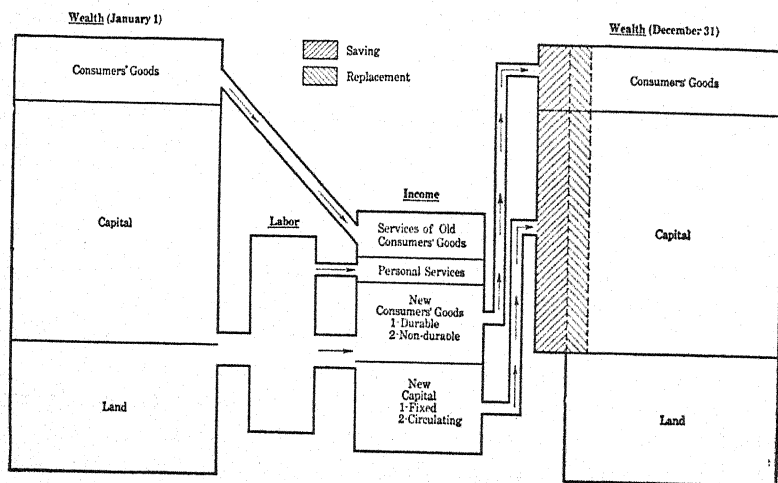 Wealth (January 1)
Consumers' Goods
Capital
Land
Labor
Saving
Replacement
Income
Services of Old
Consumers' Goods
Personal Services
New
Consumers' Goods
1-Durable
2-Non-durable
New
Capital
1-Fixed
2-Circulating
Wealth (December 31)
Consumers' Goods
Capital
Land